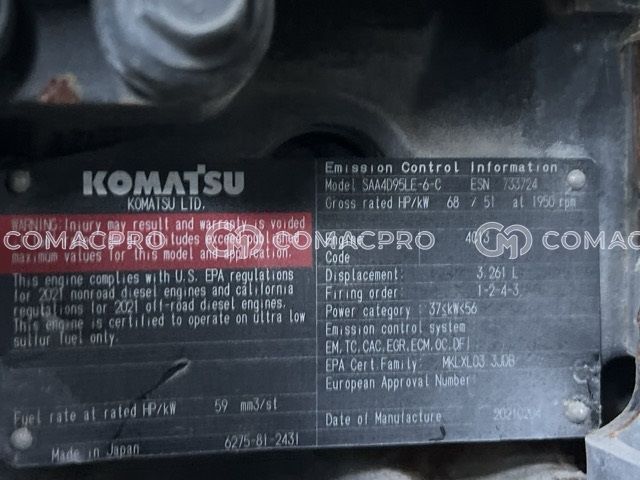 KOMATSU
KOMATSU LTD.
WARNING: Injury may result and warranty is voided
altitudes exceed published
maximum values for this model and application.
This engine complies with U.S. EPA regulations
for 2021 nonroad diesel engines and california
regulations for 2021 off-road diesel engines.
This engine is certified to operate on ultra low
sulfur fuel only.
Fuel rate at rated HP/kW 59 mm3/st
Made in Japan 6275-81-2431
Emission Control Information
Model SAA4D95LE-6-C ESN 733724
Gross rated HP/kW 68 / 51 at 1950 rpm
Engine
Code
Displacement: 3.261 L
Firing order: 1-2-4-3
Power category: 37≤kW<56
Emission control system
EM,TC,CAC,EGR,ECM,OC,DFI
EPA Cert Family: MKLXL03.3JDB
European Approval Number:
Date of Manufacture
COMACPRO
COMACPRO
COMACPRO